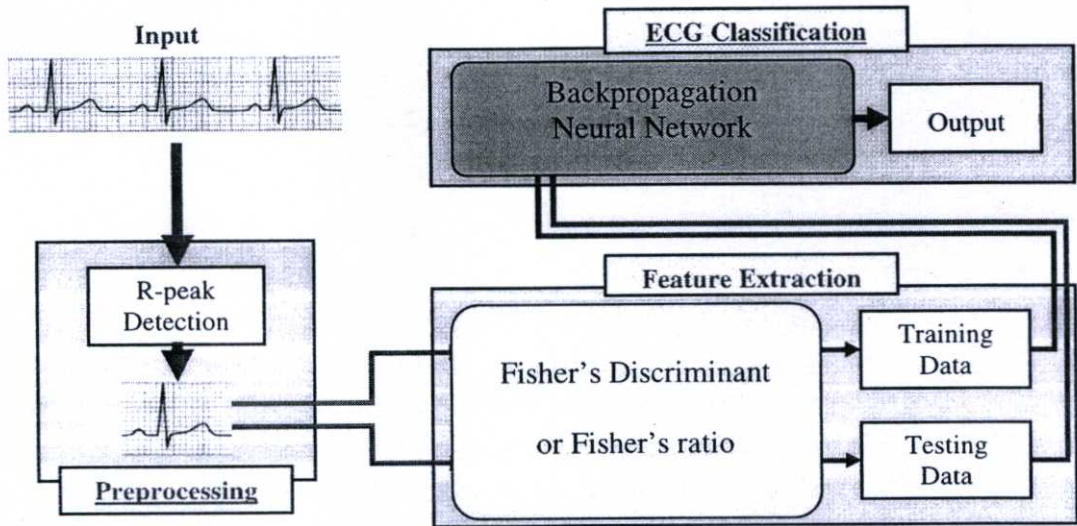 Input
R-peak
Detection
Preprocessing
ECG Classification
Backpropagation
Neural Network
Output
Feature Extraction
Fisher's Discriminant
or Fisher's ratio
Training
Data
Testing
Data